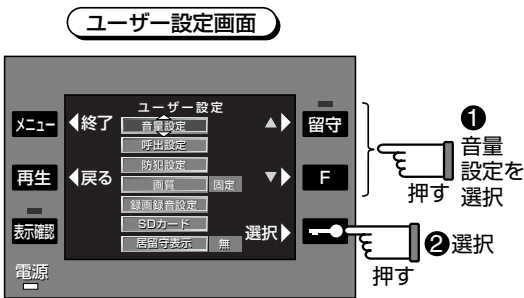 ユーザー設定画面
ユーザー設定
メニュー ◀終了 音量設定 ▲▶ 留守
呼出設定
防犯設定
再生 ◀戻る 画質 固定 ▼▶ F
録画録音設定
SDカード
表示確認 居留守表示 無 選択▶
電源
❶
音量
設定を
選択
押す
❷選択
押す